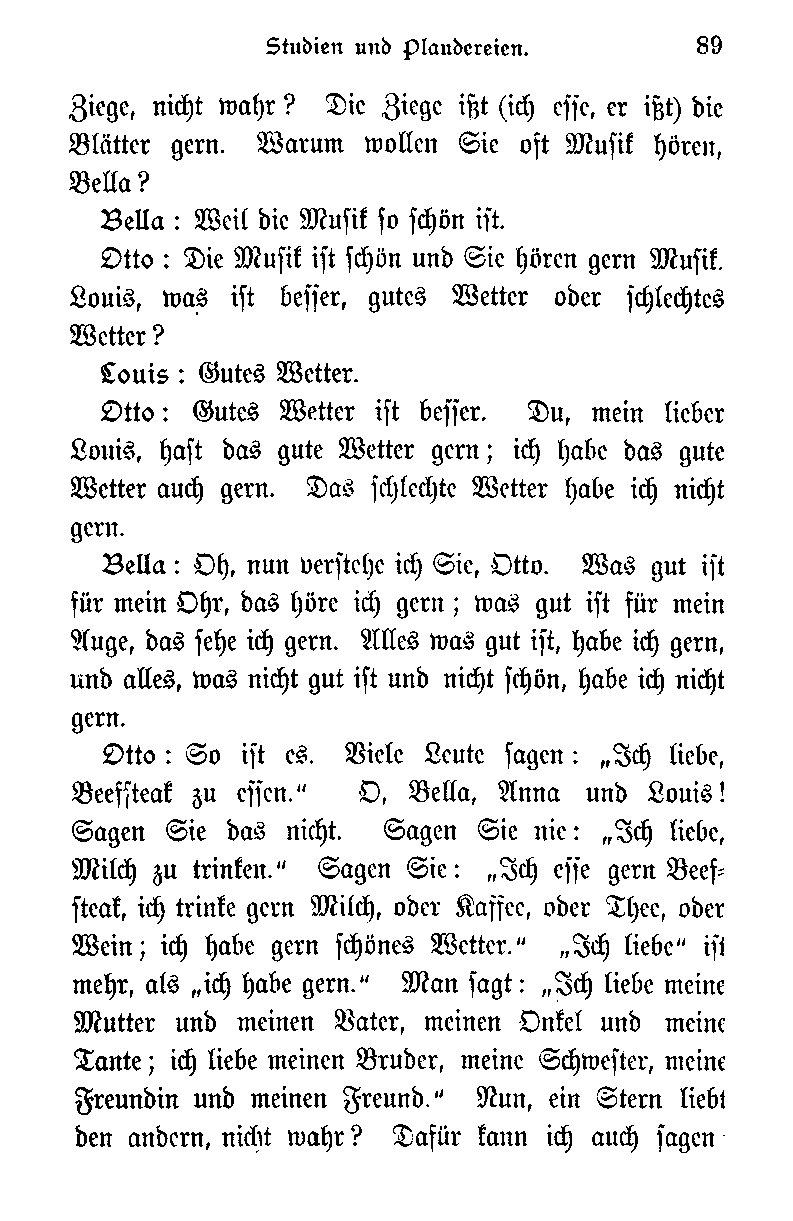 Studien und Plaudereien. 89
Ziege, nicht wahr? Die Ziege ißt (ich esse, er ißt) die
Blätter gern. Warum wollen Sie oft Musik hören,
Bella?
Bella: Weil die Musik so schön ist.
Otto: Die Musik ist schön und Sie hören gern Musik.
Louis, was ist besser, gutes Wetter oder schlechtes
Wetter?
Louis: Gutes Wetter.
Otto: Gutes Wetter ist besser. Du, mein lieber
Louis, hast das gute Wetter gern; ich habe das gute
Wetter auch gern. Das schlechte Wetter habe ich nicht
gern.
Bella: Oh, nun verstehe ich Sie, Otto. Was gut ist
für mein Ohr, das höre ich gern; was gut ist für mein
Auge, das sehe ich gern. Alles was gut ist, habe ich gern,
und alles, was nicht gut ist und nicht schön, habe ich nicht
gern.
Otto: So ist es. Viele Leute sagen: „Ich liebe,
Beefsteak zu essen.“ O, Bella, Anna und Louis!
Sagen Sie das nicht. Sagen Sie nie: „Ich liebe,
Milch zu trinken.“ Sagen Sie: „Ich esse gern Beef-
steak, ich trinke gern Milch, oder Kaffee, oder Thee, oder
Wein; ich habe gern schönes Wetter.“ „Ich liebe“ ist
mehr, als „ich habe gern.“ Man sagt: „Ich liebe meine
Mutter und meinen Vater, meinen Onkel und meine
Tante; ich liebe meinen Bruder, meine Schwester, meine
Freundin und meinen Freund.“ Nun, ein Stern liebt
den andern, nicht wahr? Dafür kann ich auch sagen